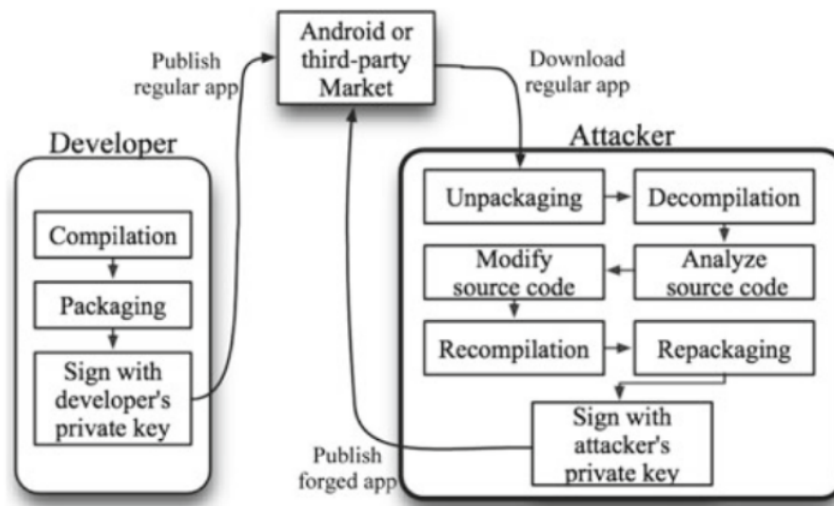 Android or
third-party
Market
Publish
regular app
Download
regular app
Developer
Compilation
Packaging
Sign with
developer's
private key
Attacker
Unpackaging
Decompilation
Modify
source code
Analyze
source code
Recompilation
Repackaging
Sign with
attacker's
private key
Publish
forged app